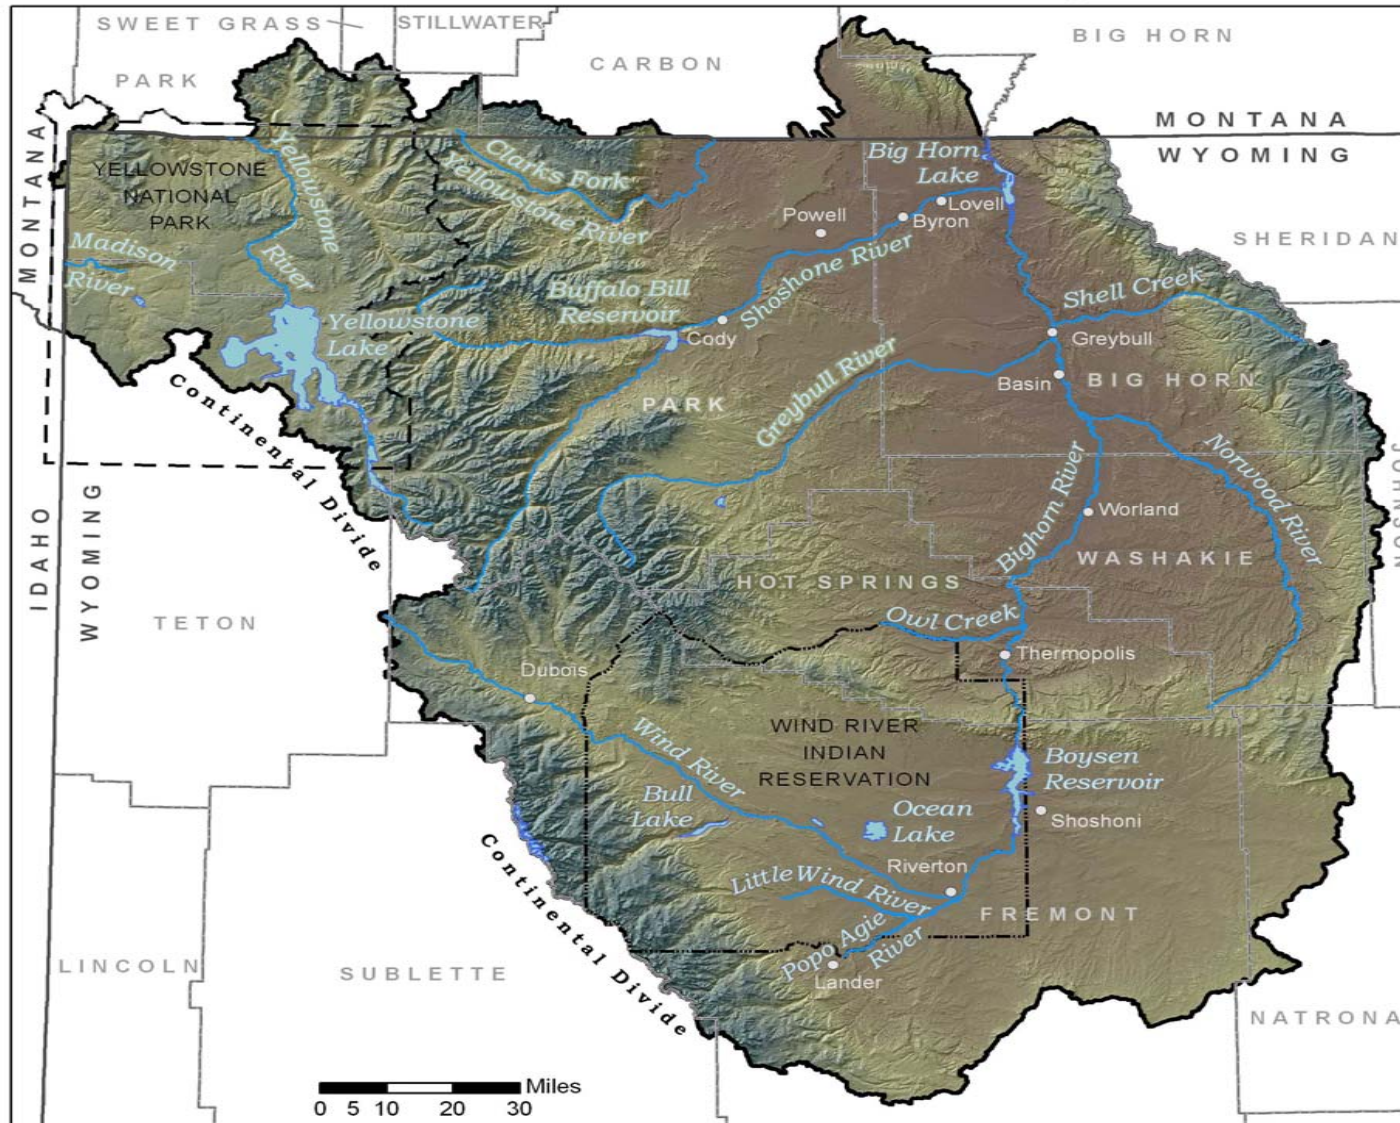 SWEET GRASS
STILLWATER
PARK
CARBON
BIG HORN
MONTANA
WYOMING
MONTANA
YELLOWSTONE
NATIONAL
PARK
Yellowstone
River
Clarks Fork
Yellowstone River
Big Horn
Lake
Lovell
Byron
Powell
SHERIDAN
Madison
River
Shoshone River
Buffalo Bill
Reservoir
Shell Creek
Yellowstone
Lake
Cody
Greybull
Greybull River
Basin
BIG HORN
PARK
Continental Divide
Norwood River
Bighorn River
JOHNSON
Worland
IDAHO
WYOMING
WASHAKIE
HOT SPRINGS
TETON
Owl Creek
Thermopolis
Dubois
Wind River
WIND RIVER
INDIAN
RESERVATION
Boysen
Reservoir
Bull
Lake
Ocean
Lake
Shoshoni
Riverton
Little Wind River
FREMONT
Popo Agie
River
Lander
Continental Divide
LINCOLN
SUBLETTE
NATRONA
Miles
0 5 10 20 30